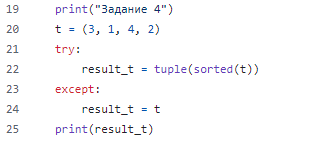 19 print("Задание 4")
20 t = (3, 1, 4, 2)
21 try:
22     result_t = tuple(sorted(t))
23 except:
24     result_t = t
25 print(result_t)